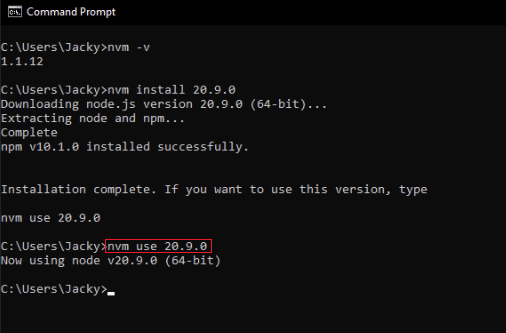 Command Prompt
C:\Users\Jacky>nvm -v
1.1.12
C:\Users\Jacky>nvm install 20.9.0
Downloading node.js version 20.9.0 (64-bit)...
Extracting node and npm...
Complete
npm v10.1.0 installed successfully.
Installation complete. If you want to use this version, type
nvm use 20.9.0
C:\Users\Jacky>nvm use 20.9.0
Now using node v20.9.0 (64-bit)
C:\Users\Jacky>